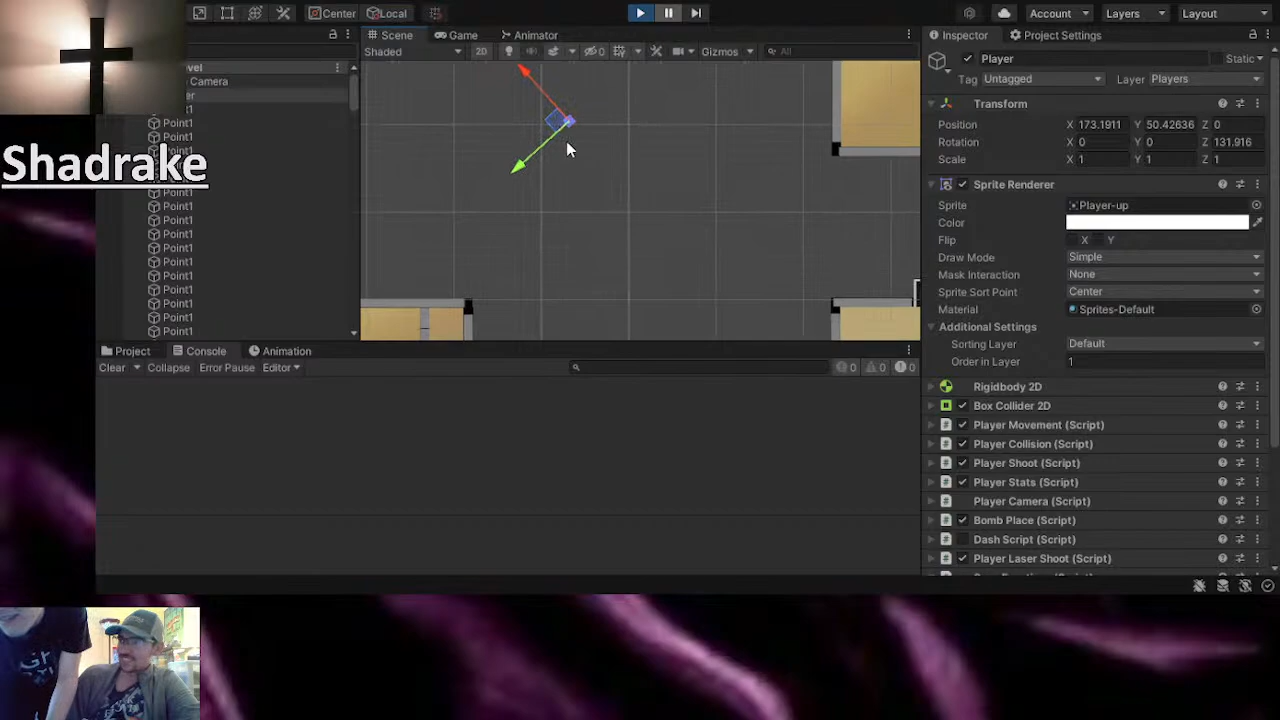 Center Local Account Layers Layout
Scene Game Animator Inspector Project Settings
Shaded 2D 0 Gizmos All
Player Static
Tag Untagged Layer Players
vel
Camera
er
1
Point1
Point1
Point1
Shadrake
Point1
Point1
Point1
Point1
Point1
Point1
Point1
Point1
Point1
Point1
Point1
Transform
Position X 173.1911 Y 50.42636 Z 0
Rotation X 0 Y 0 Z 131.916
Scale X 1 Y 1 Z 1
Sprite Renderer
Sprite Player-up
Color
Flip X Y
Draw Mode Simple
Mask Interaction None
Sprite Sort Point Center
Material Sprites-Default
Additional Settings
Sorting Layer Default
Order in Layer 1
Rigidbody 2D
Box Collider 2D
Player Movement (Script)
Player Collision (Script)
Player Shoot (Script)
Player Stats (Script)
Player Camera (Script)
Bomb Place (Script)
Dash Script (Script)
Player Laser Shoot (Script)
Project Console Animation
Clear Collapse Error Pause Editor 0 0 0